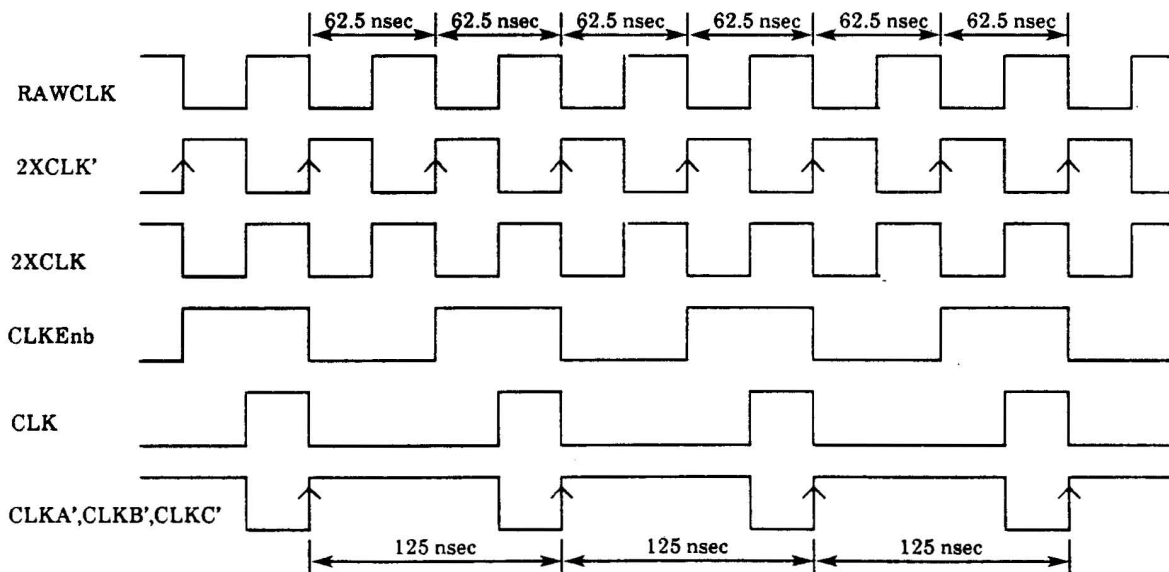 62.5 nsec 62.5 nsec 62.5 nsec 62.5 nsec 62.5 nsec 62.5 nsec
RAWCLK
2XCLK'
2XCLK
CLKEnb
CLK
CLKA',CLKB',CLKC'
125 nsec 125 nsec 125 nsec